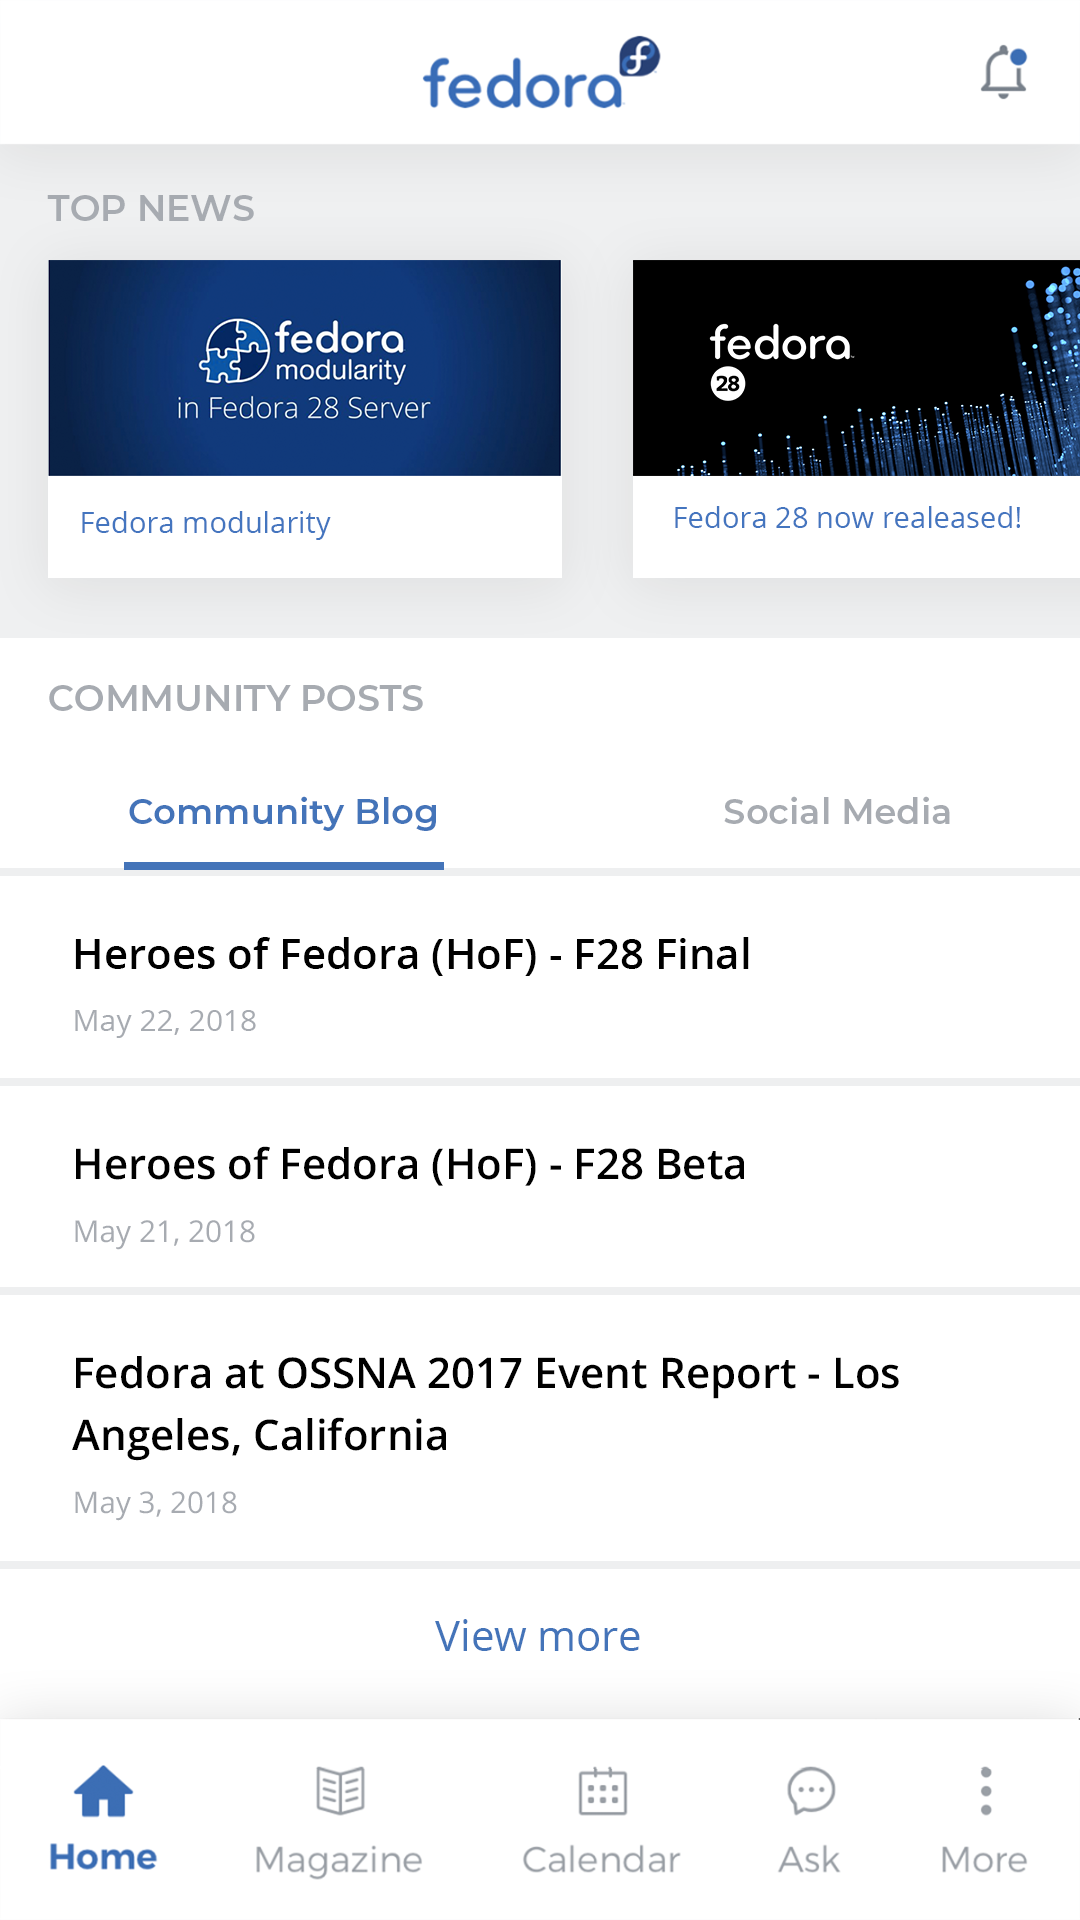 fedora
TOP NEWS
fedora
modularity
in Fedora 28 Server
Fedora modularity
fedora
28
Fedora 28 now realeased!
COMMUNITY POSTS
Community Blog
Social Media
Heroes of Fedora (HoF) - F28 Final
May 22, 2018
Heroes of Fedora (HoF) - F28 Beta
May 21, 2018
Fedora at OSSNA 2017 Event Report - Los
Angeles, California
May 3, 2018
View more
Home
Magazine
Calendar
Ask
More